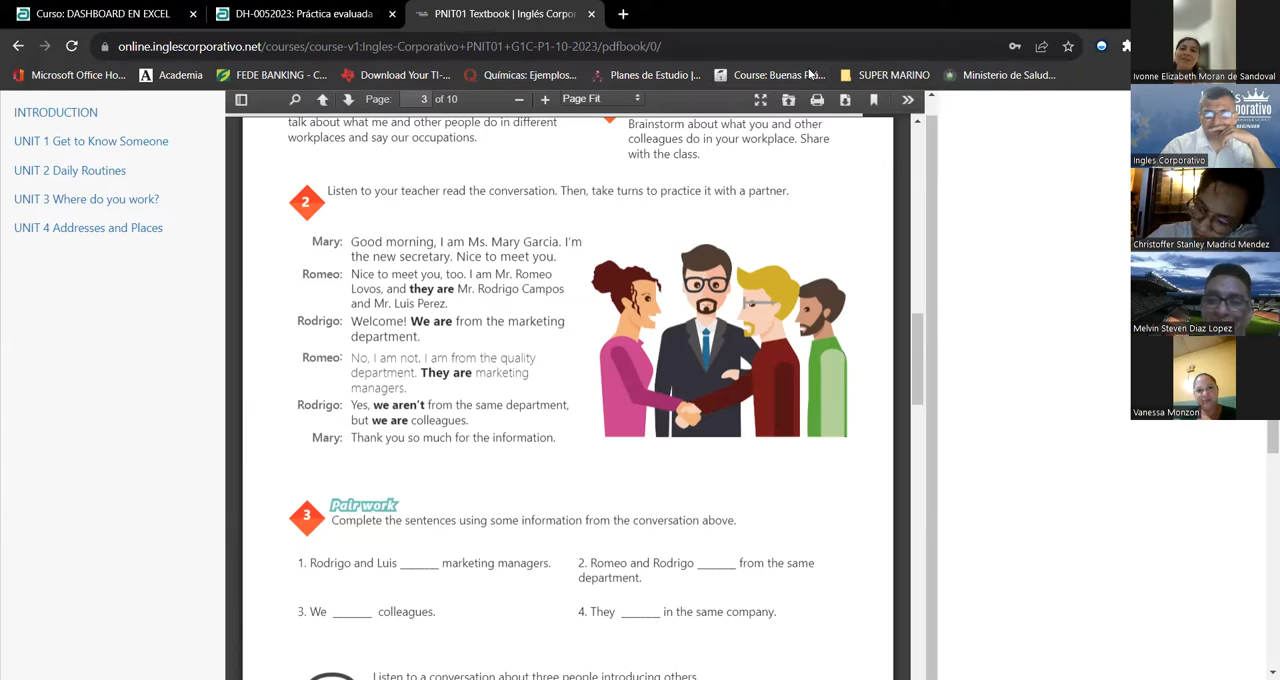 Curso: DASHBOARD EN EXCEL
DH-0052023: Práctica evaluada
PNIT01 Textbook | Inglés Corpor
online.inglescorporativo.net/courses/course-v1:Ingles-Corporativo+PNIT01+G1C-P1-10-2023/pdfbook/0/
Microsoft Office Ho...
Academia
FEDE BANKING - C...
Download Your TI-...
Químicas: Ejemplos...
Planes de Estudio |...
Course: Buenas
SUPER MARINO
Ministerio de Salud...
INTRODUCTION
UNIT 1 Get to Know Someone
UNIT 2 Daily Routines
UNIT 3 Where do you work?
UNIT 4 Addresses and Places
Page: 3 of 10
Page Fit
talk about what me and other people do in different
workplaces and say our occupations.
Brainstorm about what you and other
colleagues do in your workplace. Share
with the class.
2
Listen to your teacher read the conversation. Then, take turns to practice it with a partner.
Mary: Good morning, I am Ms. Mary Garcia. I'm
the new secretary. Nice to meet you.
Romeo: Nice to meet you, too. I am Mr. Romeo
Lovos, and they are Mr. Rodrigo Campos
and Mr. Luis Perez.
Rodrigo: Welcome! We are from the marketing
department.
Romeo: No, I am not. I am from the quality
department. They are marketing
managers.
Rodrigo: Yes, we aren't from the same department,
but we are colleagues.
Mary: Thank you so much for the information.
3
Pair work
Complete the sentences using some information from the conversation above.
1. Rodrigo and Luis ______ marketing managers.
2. Romeo and Rodrigo ______ from the same
department.
3. We ______ colleagues.
4. They ______ in the same company.
Listen to a conversation about three people introducing others.
Ivonne Elizabeth Moran de Sandoval
Ingles Corporativo
Christoffer Stanley Madrid Mendez
Melvin Steven Diaz Lopez
Vanessa Monzon